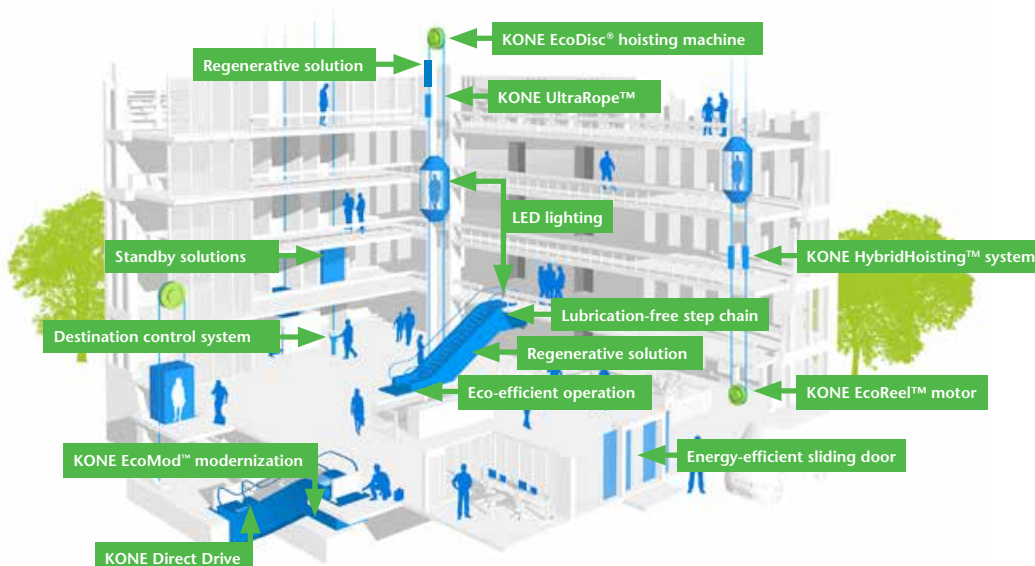 KONE EcoDisc® hoisting machine
Regenerative solution
KONE UltraRope™
LED lighting
Standby solutions
KONE HybridHoisting™ system
Lubrication-free step chain
Destination control system
Regenerative solution
Eco-efficient operation
KONE EcoReel™ motor
KONE EcoMod™ modernization
Energy-efficient sliding door
KONE Direct Drive